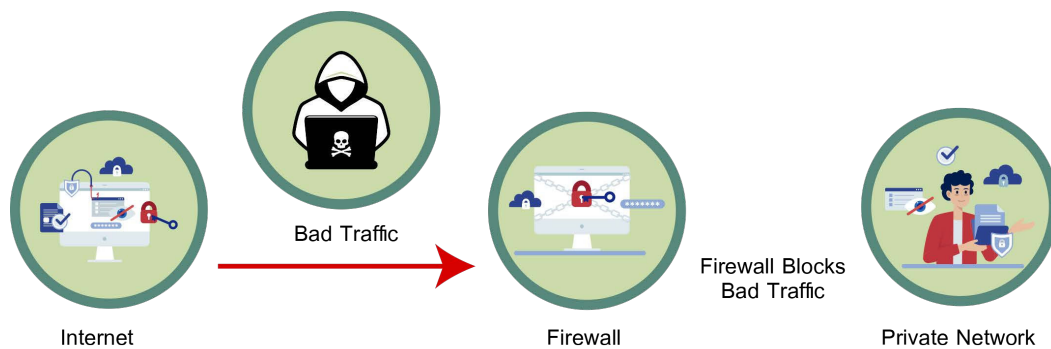 Bad Traffic
Firewall Blocks
Bad Traffic
Internet
Firewall
Private Network